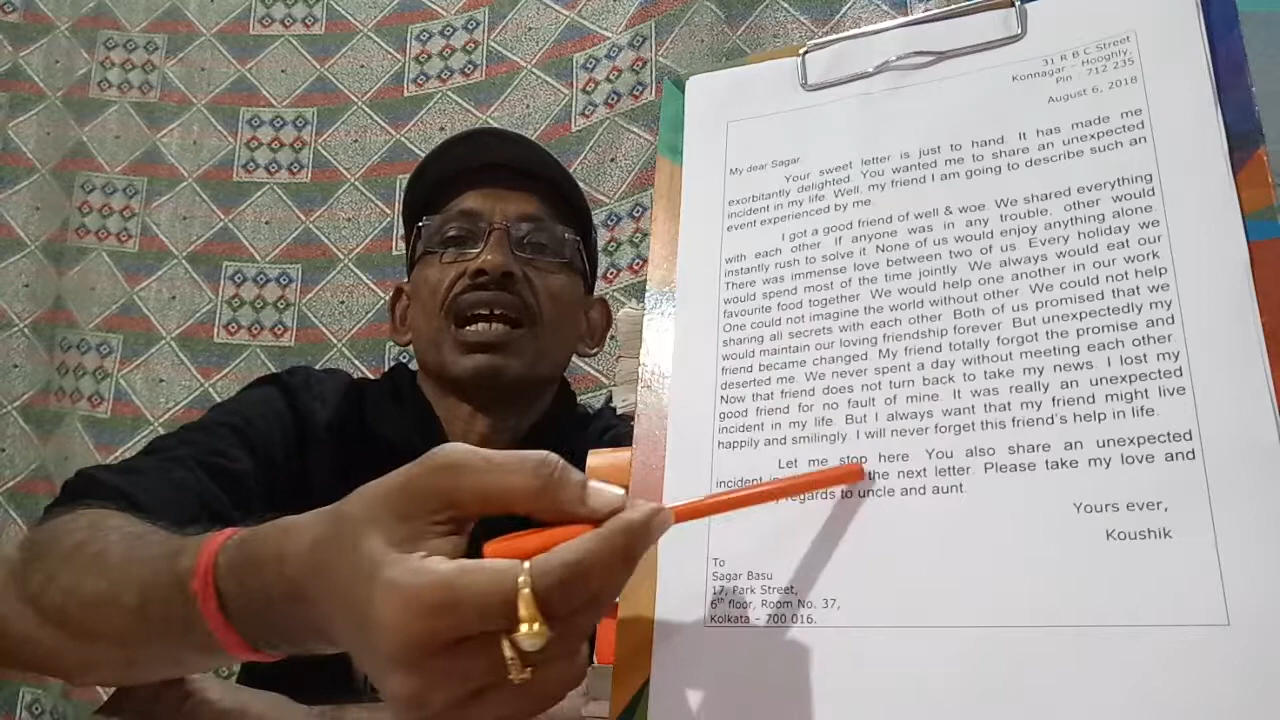 31 R B C Street
Konnagar – Hooghly,
Pin : 712 235
August 6, 2018
My dear Sagar
Your sweet letter is just to hand. It has made me
exorbitantly delighted. You wanted me to share an unexpected
incident in my life. Well, my friend I am going to describe such an
event experienced by me.
I got a good friend of well & woe. We shared everything
with each other. If anyone was in any trouble, other would
instantly rush to solve it. None of us would enjoy anything alone.
There was immense love between two of us. Every holiday we
would spend most of the time jointly. We always would eat our
favourite food together. We would help one another in our work.
One could not imagine the world without other. We could not help
sharing all secrets with each other. Both of us promised that we
would maintain our loving friendship forever. But unexpectedly my
friend became changed. My friend totally forgot the promise and
deserted me. We never spent a day without meeting each other.
Now that friend does not turn back to take my news. I lost my
good friend for no fault of mine. It was really an unexpected
incident in my life. But I always want that my friend might live
happily and smilingly. I will never forget this friend's help in life.
Let me stop here. You also share an unexpected
incident the next letter. Please take my love and
regards to uncle and aunt.
Yours ever,
Koushik
To
Sagar Basu
17, Park Street,
6th floor, Room No. 37,
Kolkata – 700 016.